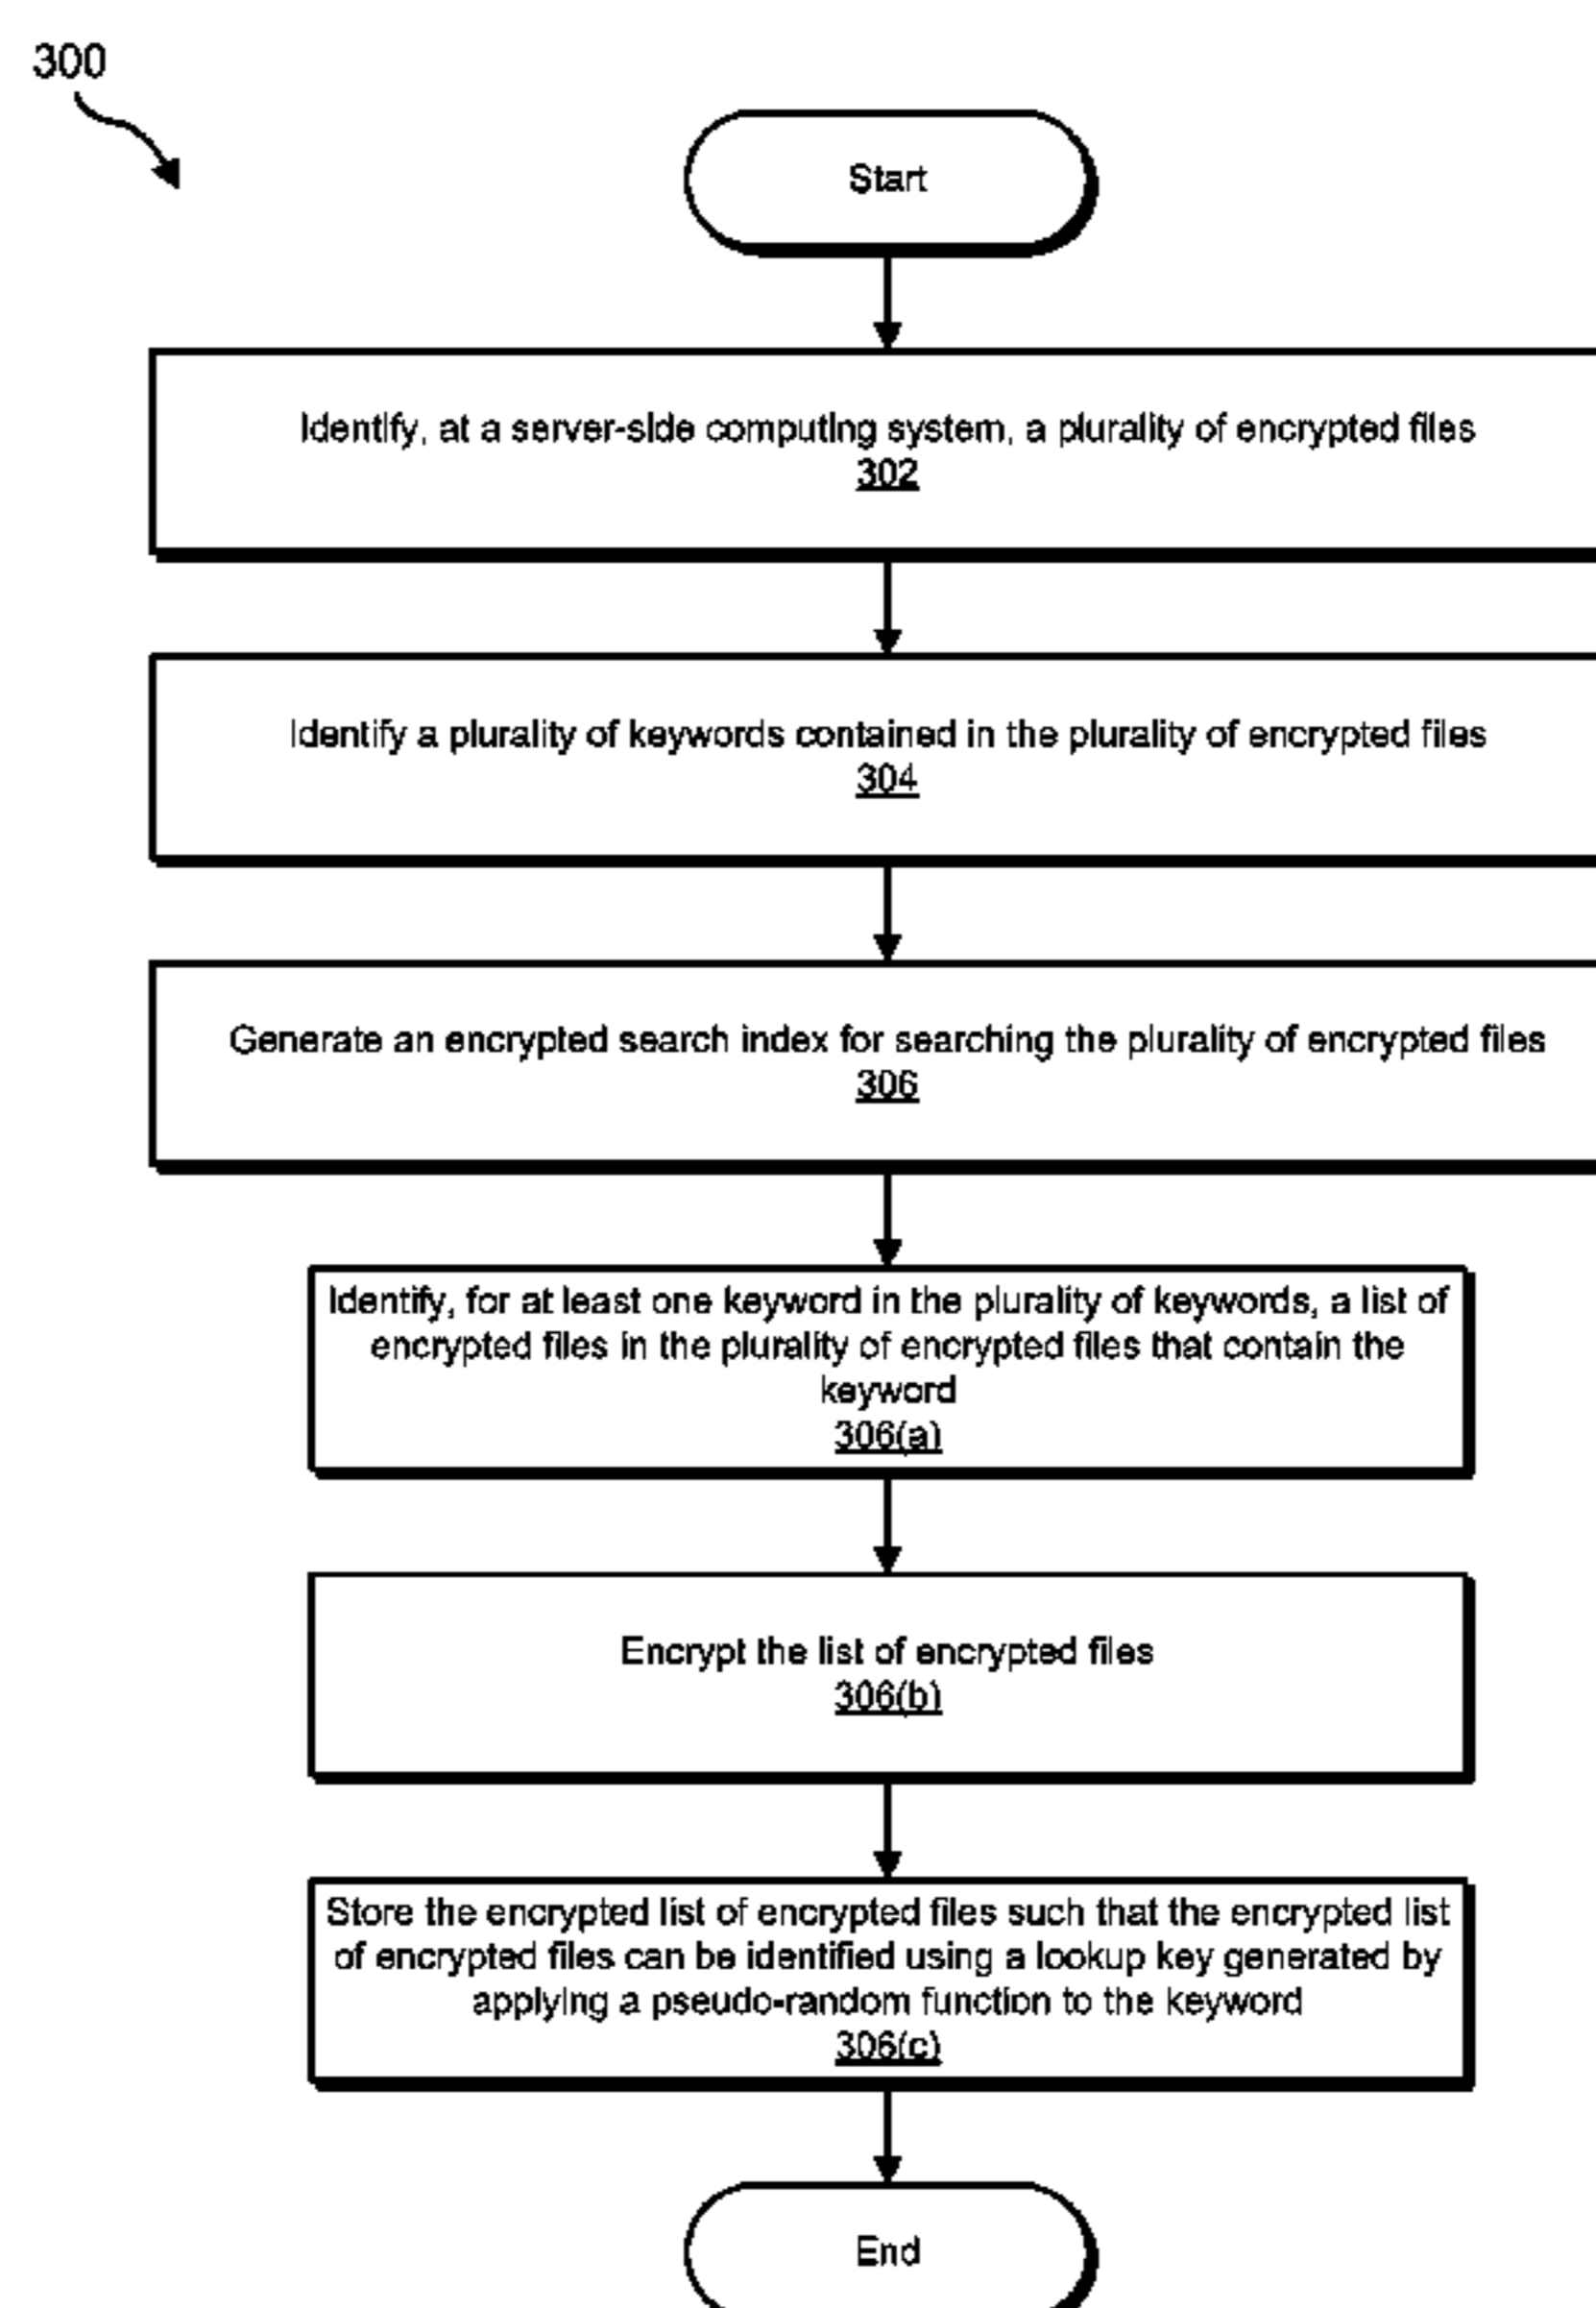 300
Start
Identify, at a server-side computing system, a plurality of encrypted files
302
Identify a plurality of keywords contained in the plurality of encrypted files
304
Generate an encrypted search index for searching the plurality of encrypted files
306
Identify, for at least one keyword in the plurality of keywords, a list of
encrypted files in the plurality of encrypted files that contain the
keyword
306(a)
Encrypt the list of encrypted files
306(b)
Store the encrypted list of encrypted files such that the encrypted list
of encrypted files can be identified using a lookup key generated by
applying a pseudo-random function to the keyword
306(c)
End